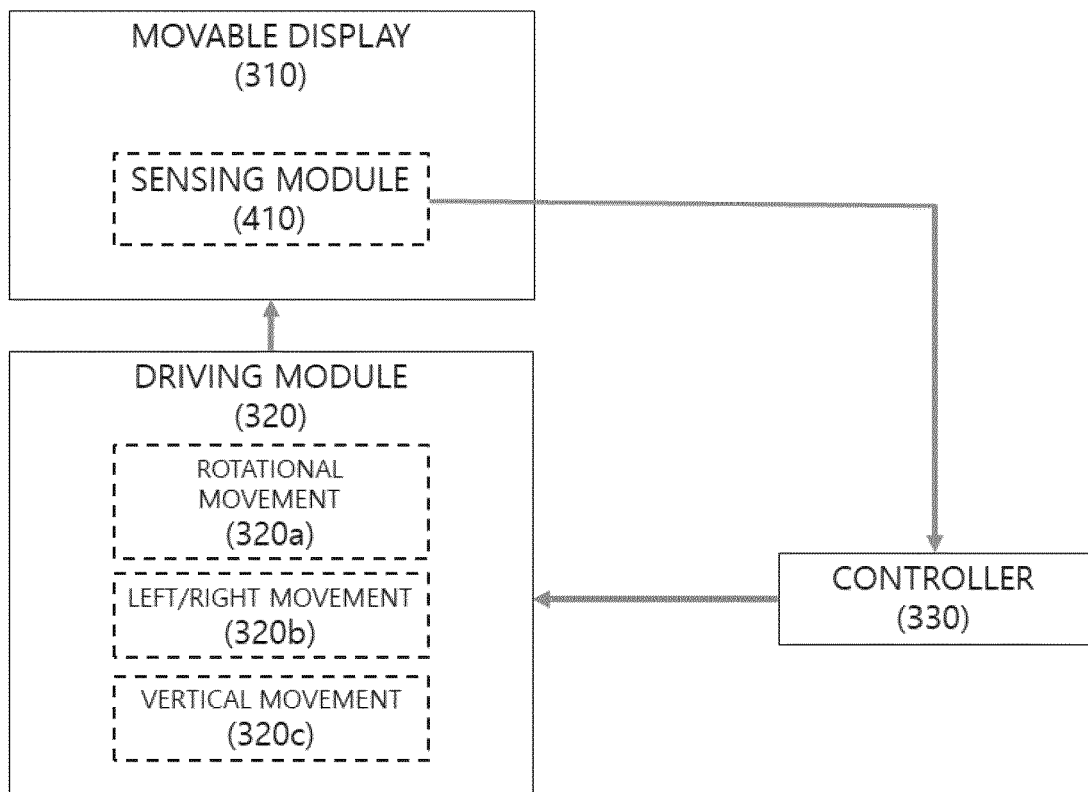 MOVABLE DISPLAY
(310)
SENSING MODULE
(410)
DRIVING MODULE
(320)
ROTATIONAL
MOVEMENT
(320a)
LEFT/RIGHT MOVEMENT
(320b)
VERTICAL MOVEMENT
(320c)
CONTROLLER
(330)